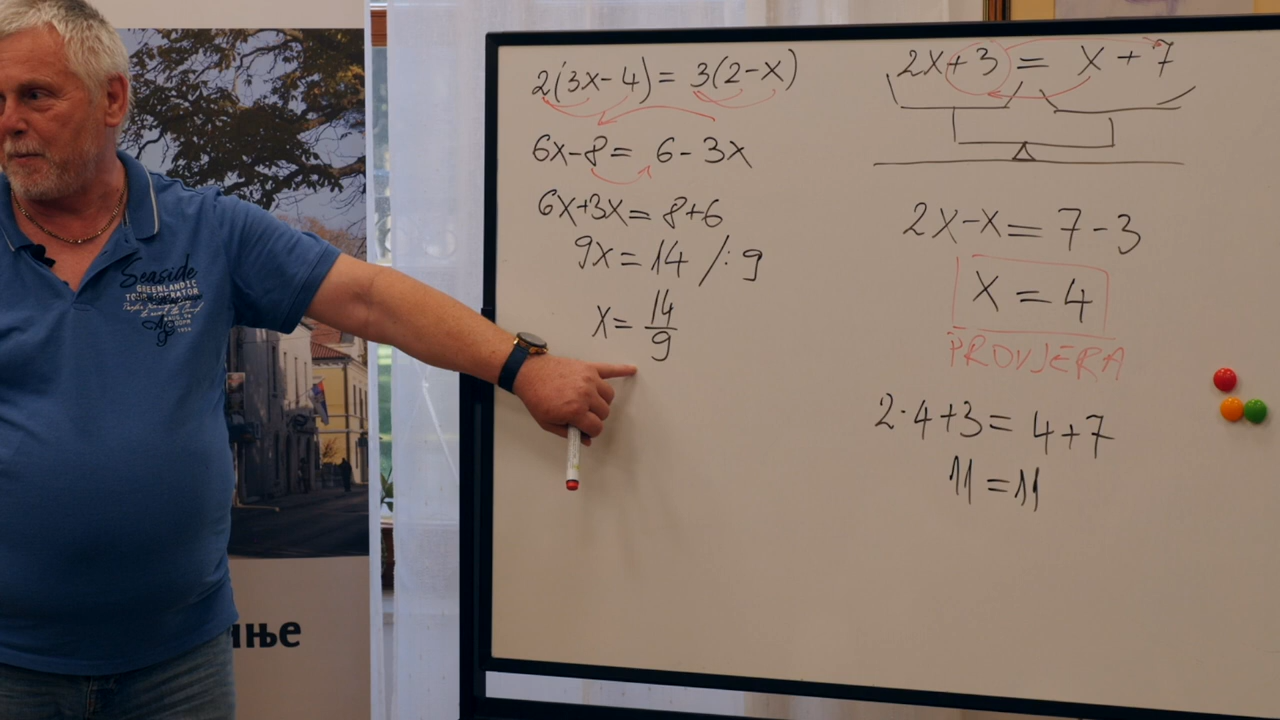 2(3x-4)=3(2-x)
6x-8=6-3x
6x+3x=8+6
9x=14 /:9
x=14/9
2x+3=x+7
2x-x=7-3
x=4
PROVJERA
2·4+3=4+7
11=11
Seaside
GREENLANDIC
TOUR OPERATOR
ње